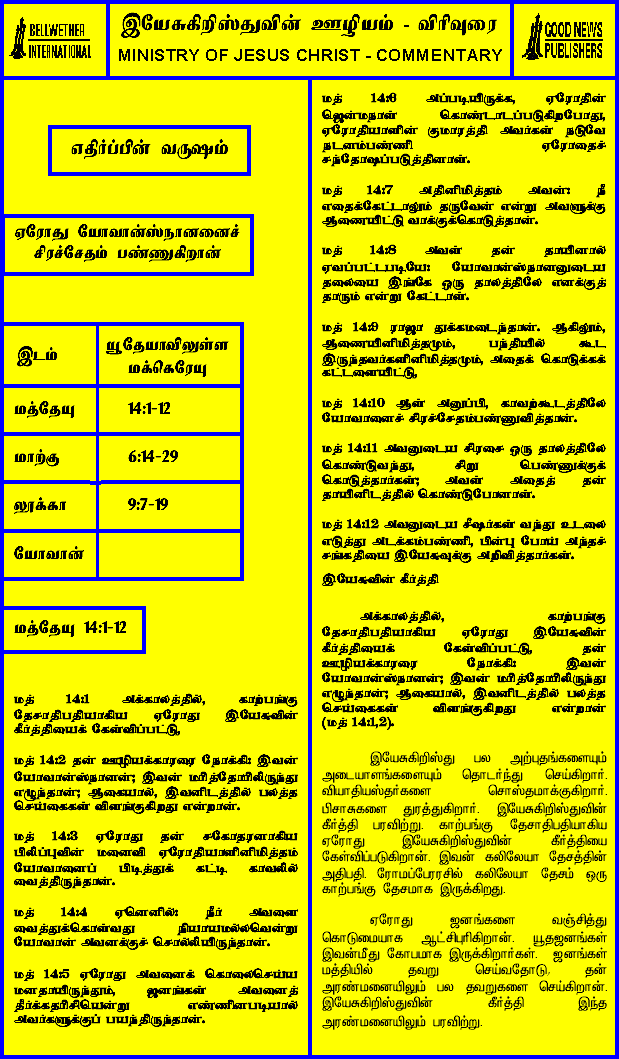 BELLWETHER
INTERNATIONAL
இயேசுகிறிஸ்துவின் ஊழியம் - விரிவுரை
MINISTRY OF JESUS CHRIST - COMMENTARY
GOOD NEWS
PUBLISHERS
எதிர்ப்பின் வருஷம்
ஏரோது யோவான்ஸ்நானனைச்
சிரச்சேதம் பண்ணுகிறான்
இடம்
யூதேயாவிலுள்ள
மக்கெரேயு
மத்தேயு 14:1-12
மாற்கு 6:14-29
லூக்கா 9:7-19
யோவான்
மத்தேயு 14:1-12
மத் 14:1 அக்காலத்தில், காற்பங்கு
தேசாதிபதியாகிய ஏரோது இயேசுவின்
கீர்த்தியைக் கேள்விப்பட்டு,
மத் 14:2 தன் ஊழியக்காரரை நோக்கி: இவன்
யோவான்ஸ்நானன்; இவன் மரித்தோரிலிருந்து
எழுந்தான்; ஆகையால், இவனிடத்தில் பலத்த
செய்கைகள் விளங்குகிறது என்றான்.
மத் 14:3 ஏரோது தன் சகோதரனாகிய
பிலிப்புவின் மனைவி ஏரோதியாளினிமித்தம்
யோவானைப் பிடித்துக் கட்டி காவலில்
வைத்திருந்தான்.
மத் 14:4 ஏனெனில்: நீர் அவளை
வைத்துக்கொள்வது நியாயமல்லவென்று
யோவான் அவனுக்குச் சொல்லியிருந்தான்.
மத் 14:5 ஏரோது அவனைக் கொலைசெய்ய
மனதாயிருந்தும், ஜனங்கள் அவனைத்
தீர்க்கதரிசியென்று எண்ணினபடியால்
அவர்களுக்குப் பயந்திருந்தான்.
மத் 14:6 அப்படியிருக்க, ஏரோதின்
ஜென்மநாள் கொண்டாடப்படுகிறபோது,
ஏரோதியாளின் குமாரத்தி அவர்கள் நடுவே
நடனம்பண்ணி ஏரோதைச்
சந்தோஷப்படுத்தினாள்.
மத் 14:7 அதினிமித்தம் அவன்: நீ
எதைக்கேட்டாலும் தருவேன் என்று அவளுக்கு
ஆணையிட்டு வாக்குக்கொடுத்தான்.
மத் 14:8 அவள் தன் தாயினால்
ஏவப்பட்டபடியே: யோவான்ஸ்நானனுடைய
தலையை இங்கே ஒரு தாலத்திலே எனக்குத்
தாரும் என்று கேட்டாள்.
மத் 14:9 ராஜா துக்கமடைந்தான். ஆகிலும்,
ஆணையினிமித்தமும், பந்தியில் கூட
இருந்தவர்களினிமித்தமும், அதைக் கொடுக்கக்
கட்டளையிட்டு,
மத் 14:10 ஆள் அனுப்பி, காவற்கூடத்திலே
யோவானைச் சிரச்சேதம்பண்ணுவித்தான்.
மத் 14:11 அவனுடைய சிரசை ஒரு தாலத்திலே
கொண்டுவந்து, சிறு பெண்ணுக்குக்
கொடுத்தார்கள்; அவள் அதைத் தன்
தாயினிடத்தில் கொண்டுபோனாள்.
மத் 14:12 அவனுடைய சீஷர்கள் வந்து உடலை
எடுத்து அடக்கம்பண்ணி, பின்பு போய் அந்தச்
சங்கதியை இயேசுவுக்கு அறிவித்தார்கள்.
இயேசுவின் கீர்த்தி
அக்காலத்தில், காற்பங்கு
தேசாதிபதியாகிய ஏரோது இயேசுவின்
கீர்த்தியைக் கேள்விப்பட்டு, தன்
ஊழியக்காரரை நோக்கி: இவன்
யோவான்ஸ்நானன்; இவன் மரித்தோரிலிருந்து
எழுந்தான்; ஆகையால், இவனிடத்தில் பலத்த
செய்கைகள் விளங்குகிறது என்றான்
(மத் 14:1,2).
இயேசுகிறிஸ்து பல அற்புதங்களையும்
அடையாளங்களையும் தொடர்ந்து செய்கிறார்.
வியாதியஸ்தர்களை சொஸ்தமாக்குகிறார்.
பிசாசுகளை துரத்துகிறார். இயேசுகிறிஸ்துவின்
கீர்த்தி பரவிற்று. காற்பங்கு தேசாதிபதியாகிய
ஏரோது இயேசுகிறிஸ்துவின் கீர்த்தியை
கேள்விப்படுகிறான். இவன் கலிலேயா தேசத்தின்
அதிபதி. ரோமப்பேரரசில் கலிலேயா தேசம் ஒரு
காற்பங்கு தேசமாக இருக்கிறது.
ஏரோது ஜனங்களை வஞ்சித்து
கொடுமையாக ஆட்சிபுரிகிறான். யூதஜனங்கள்
இவன்மீது கோபமாக இருக்கிறார்கள். ஜனங்கள்
மத்தியில் தவறு செய்வதோடு, தன்
அரண்மனையிலும் பல தவறுகளை செய்கிறான்.
இயேசுகிறிஸ்துவின் கீர்த்தி இந்த
அரண்மனையிலும் பரவிற்று.